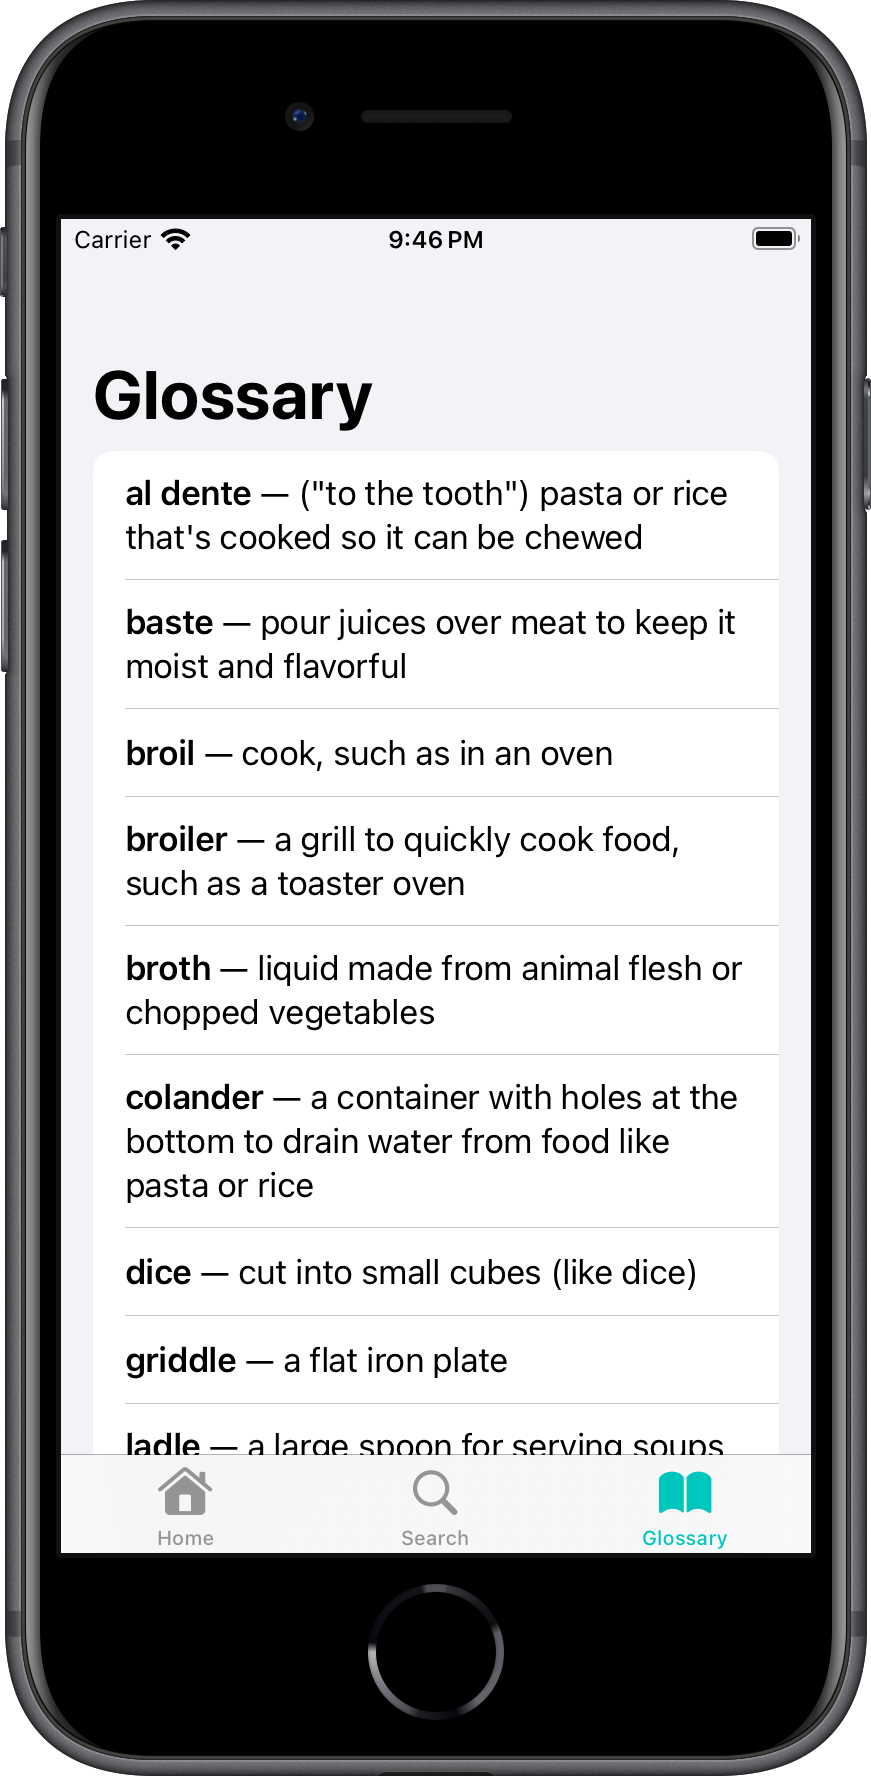 Carrier 9:46 PM
Glossary
al dente — ("to the tooth") pasta or rice
that's cooked so it can be chewed
baste — pour juices over meat to keep it
moist and flavorful
broil — cook, such as in an oven
broiler — a grill to quickly cook food,
such as a toaster oven
broth — liquid made from animal flesh or
chopped vegetables
colander — a container with holes at the
bottom to drain water from food like
pasta or rice
dice — cut into small cubes (like dice)
griddle — a flat iron plate
ladle — a large spoon for serving soups
Home Search Glossary